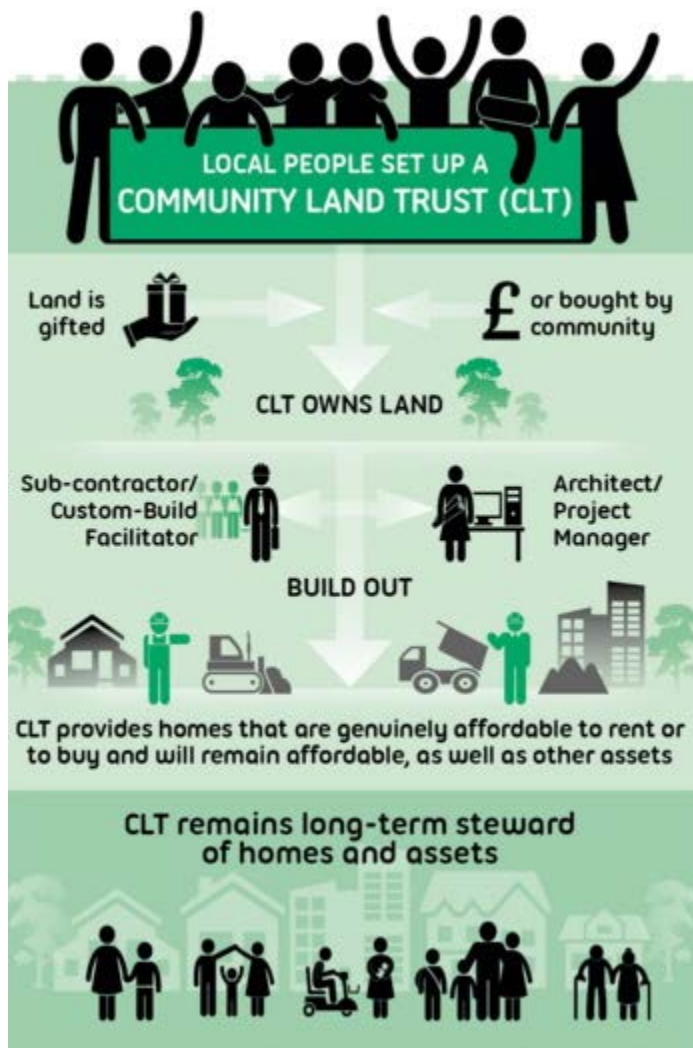 LOCAL PEOPLE SET UP A
COMMUNITY LAND TRUST (CLT)
Land is
gifted
£
or bought by
community
CLT OWNS LAND
Sub-contractor/
Custom-Build
Facilitator
Architect/
Project
Manager
BUILD OUT
CLT provides homes that are genuinely affordable to rent or
to buy and will remain affordable, as well as other assets
CLT remains long-term steward
of homes and assets